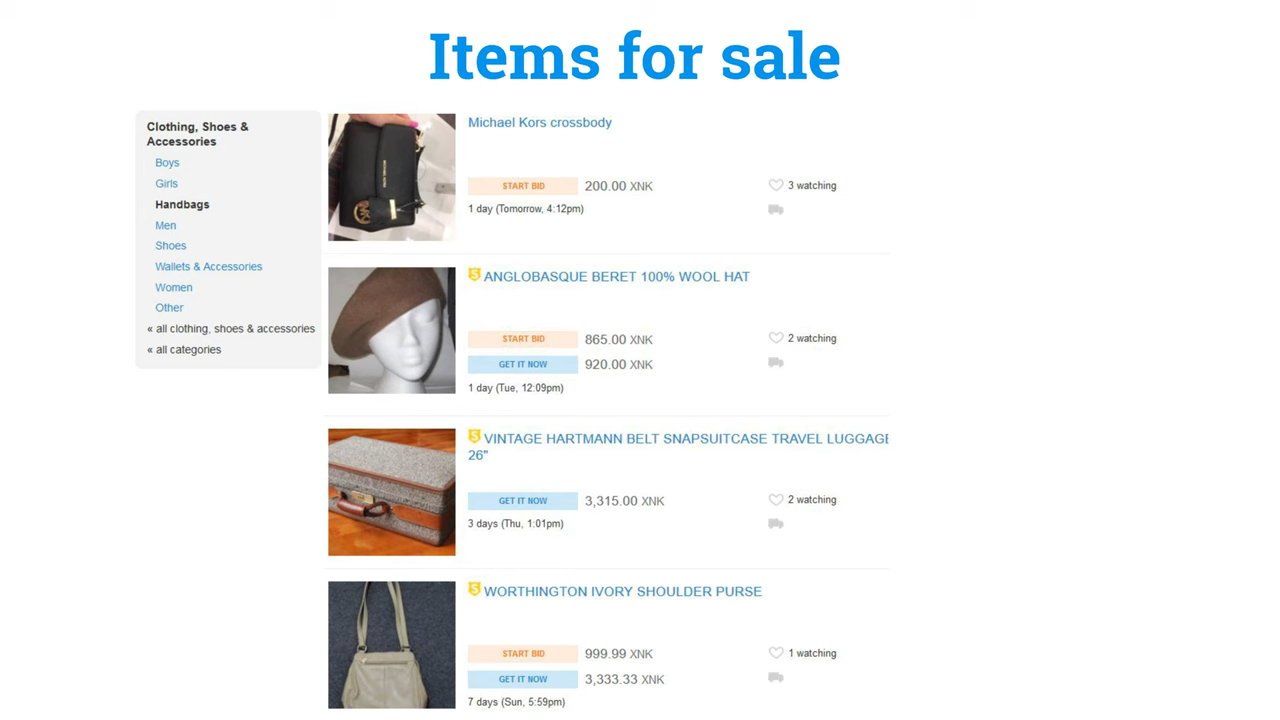 Items for sale
Clothing, Shoes &
Accessories
Boys
Girls
Handbags
Men
Shoes
Wallets & Accessories
Women
Other
« all clothing, shoes & accessories
« all categories
Michael Kors crossbody
START BID 200.00 XNK 3 watching
1 day (Tomorrow, 4:12pm)
ANGLOBASQUE BERET 100% WOOL HAT
START BID 865.00 XNK 2 watching
GET IT NOW 920.00 XNK
1 day (Tue, 12:09pm)
VINTAGE HARTMANN BELT SNAPSUITCASE TRAVEL LUGGAGE
26"
GET IT NOW 3,315.00 XNK 2 watching
3 days (Thu, 1:01pm)
WORTHINGTON IVORY SHOULDER PURSE
START BID 999.99 XNK 1 watching
GET IT NOW 3,333.33 XNK
7 days (Sun, 5:59pm)